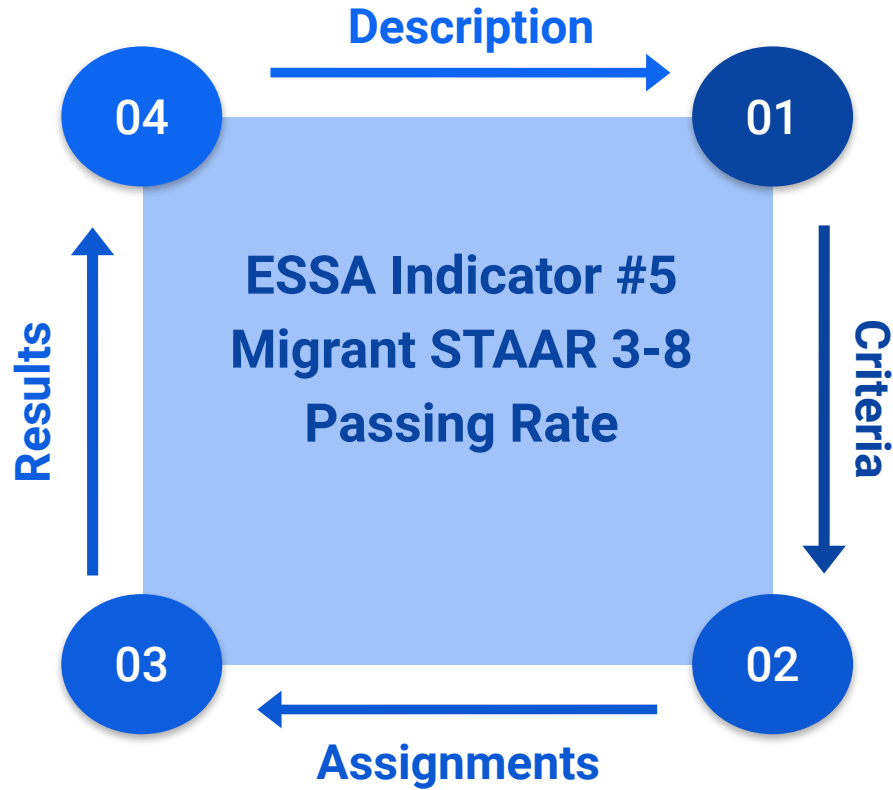 Description
04
01
ESSA Indicator #5
Migrant STAAR 3-8
Passing Rate
Results
Criteria
03
02
Assignments